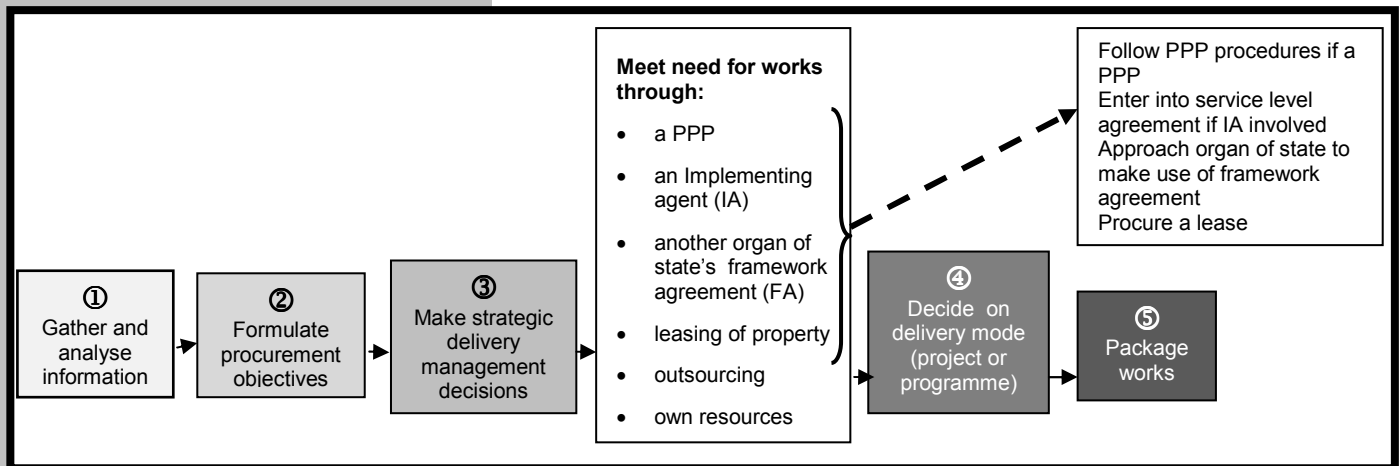 ①
Gather and
analyse
information
②
Formulate
procurement
objectives
③
Make strategic
delivery
management
decisions
Meet need for works
through:
• a PPP
• an Implementing
agent (IA)
• another organ of
state’s framework
agreement (FA)
• leasing of property
• outsourcing
• own resources
④
Decide on
delivery mode
(project or
programme)
⑤
Package
works
Follow PPP procedures if a
PPP
Enter into service level
agreement if IA involved
Approach organ of state to
make use of framework
agreement
Procure a lease